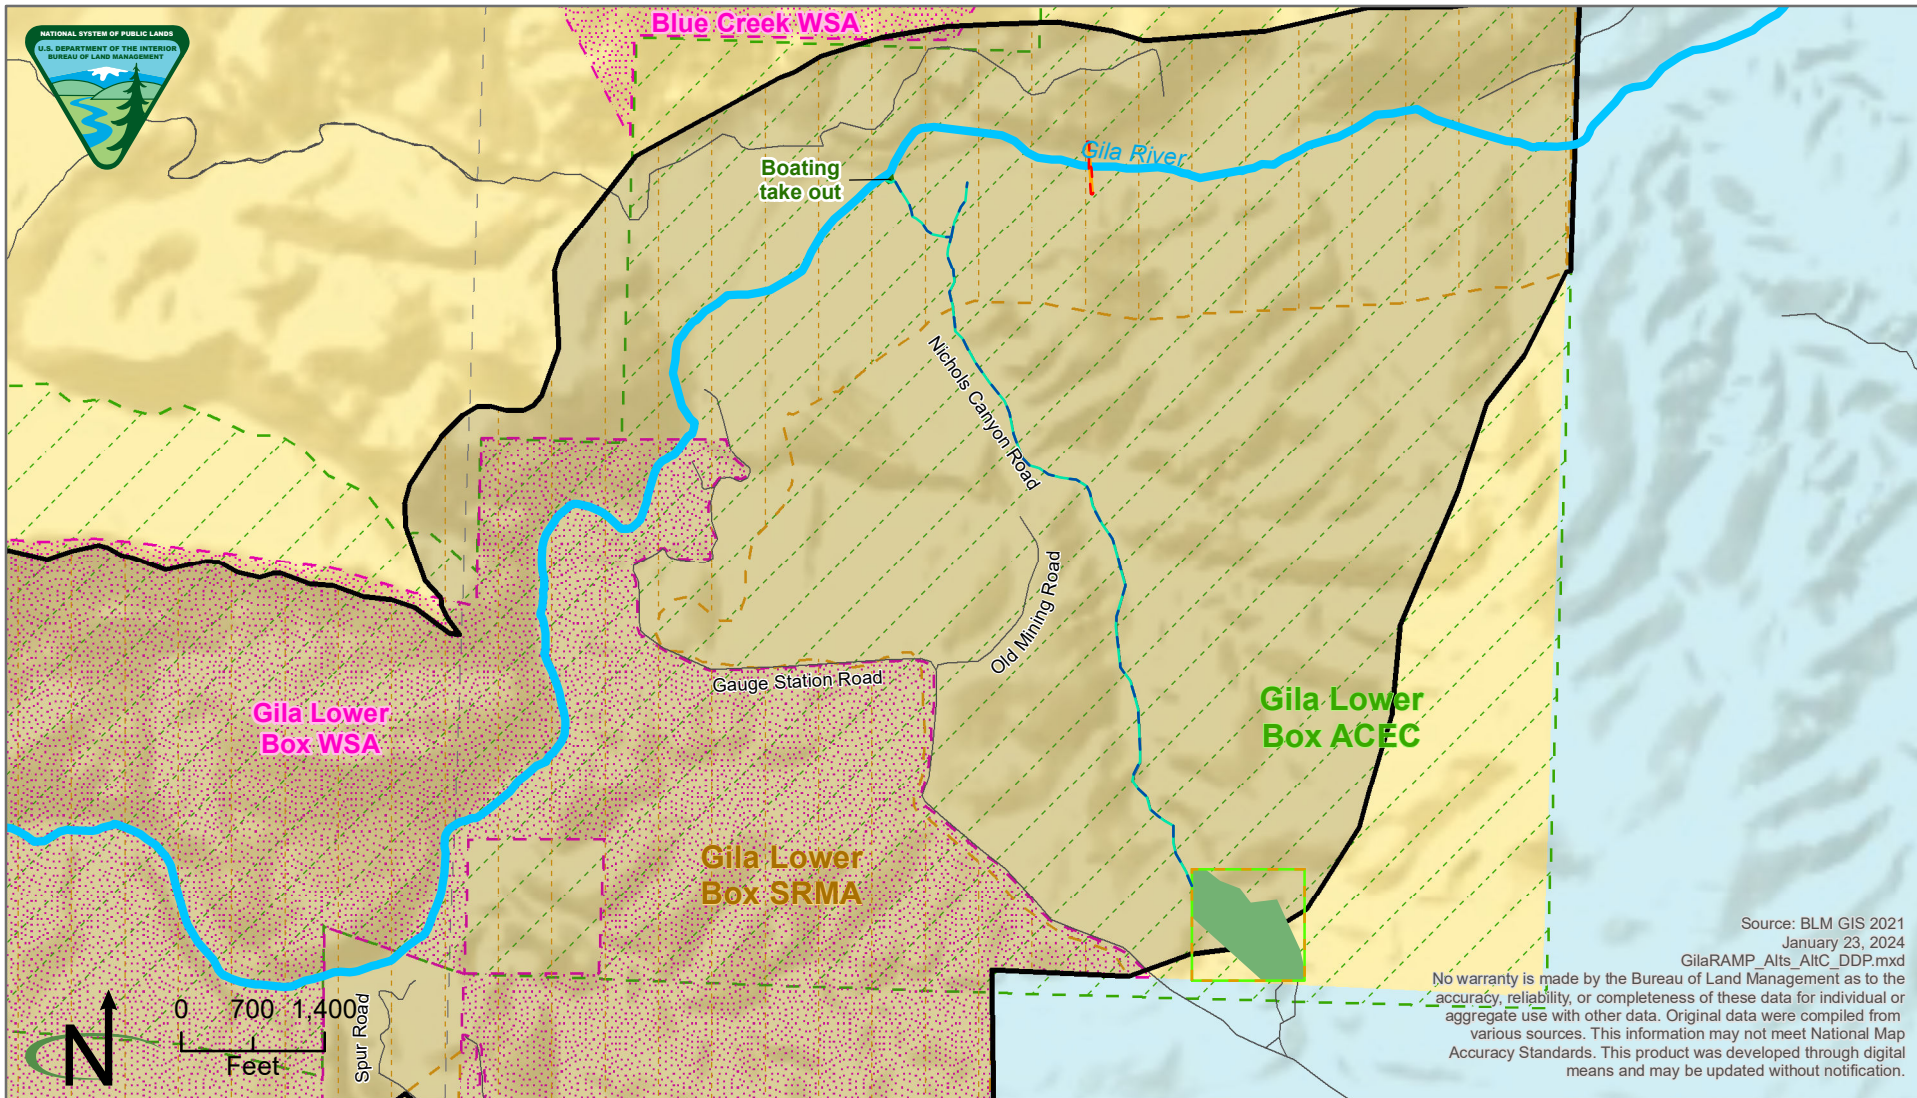 NATIONAL SYSTEM OF PUBLIC LANDS
U.S. DEPARTMENT OF THE INTERIOR
BUREAU OF LAND MANAGEMENT
Blue Creek WSA
Boating
take out
Gila River
Nichols Canyon Road
Old Mining Road
Gauge Station Road
Gila Lower
Box WSA
Gila Lower
Box ACEC
Gila Lower
Box SRMA
Spur Road
0 700 1,400
Feet
N
Source: BLM GIS 2021
January 23, 2024
GilaRAMP_Alts_AltC_DDP.mxd
No warranty is made by the Bureau of Land Management as to the
accuracy, reliability, or completeness of these data for individual or
aggregate use with other data. Original data were compiled from
various sources. This information may not meet National Map
Accuracy Standards. This product was developed through digital
means and may be updated without notification.